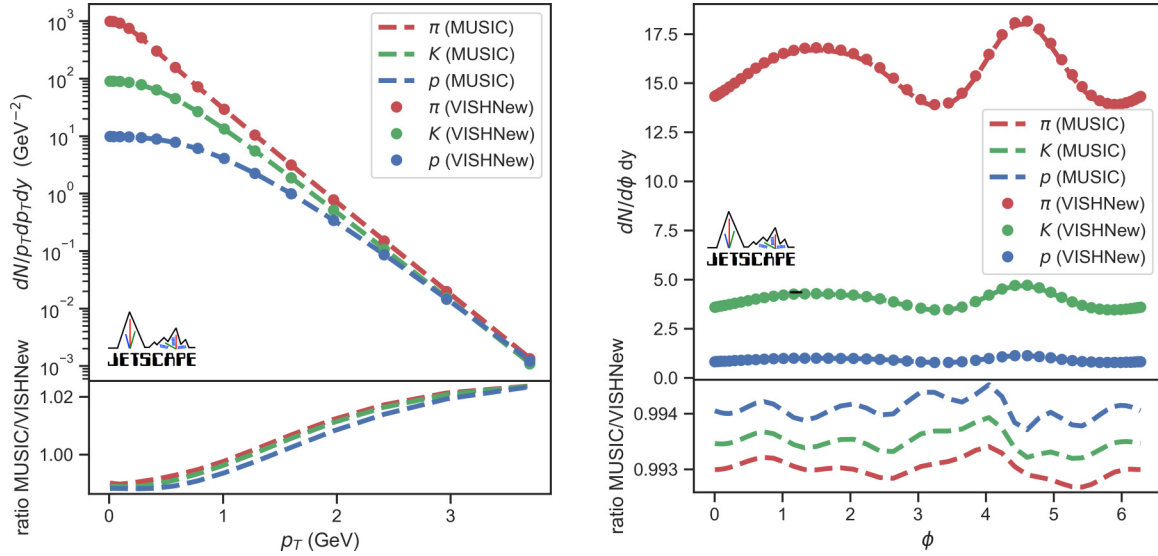 dN/p_T dp_T dy (GeV⁻²)
10³
10²
10¹
10⁰
10⁻¹
10⁻²
10⁻³
π (MUSIC)
K (MUSIC)
p (MUSIC)
π (VISHNew)
K (VISHNew)
p (VISHNew)
JETSCAPE
ratio MUSIC/VISHNew
1.02
1.00
0
1
2
3
p_T (GeV)
dN/dϕ dy
17.5
15.0
12.5
10.0
7.5
5.0
2.5
0.0
π (MUSIC)
K (MUSIC)
p (MUSIC)
π (VISHNew)
K (VISHNew)
p (VISHNew)
JETSCAPE
ratio MUSIC/VISHNew
0.994
0.993
0
1
2
3
4
5
6
ϕ